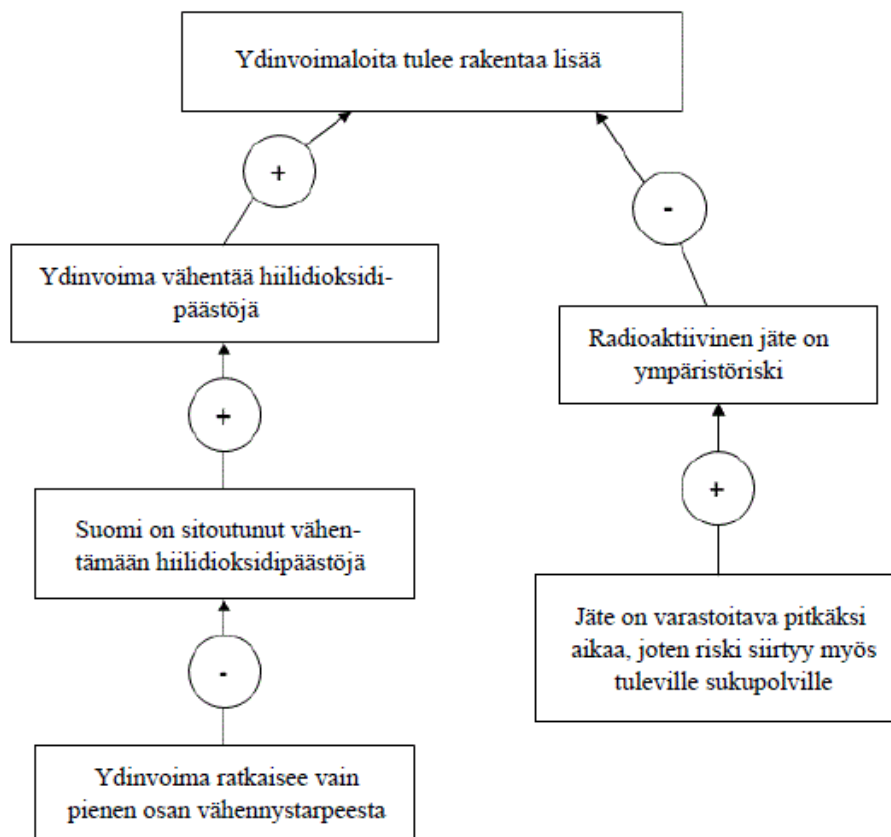 Ydinvoimaloita tulee rakentaa lisää
+
-
Ydinvoima vähentää hiilidioksidi-
päästöjä
Radioaktiivinen jäte on
ympäristöriski
+
+
Suomi on sitoutunut vähen-
tämään hiilidioksidipäästöjä
Jäte on varastoitava pitkäksi
aikaa, joten riski siirtyy myös
tuleville sukupolville
-
Ydinvoima ratkaisee vain
pienen osan vähennystarpeesta